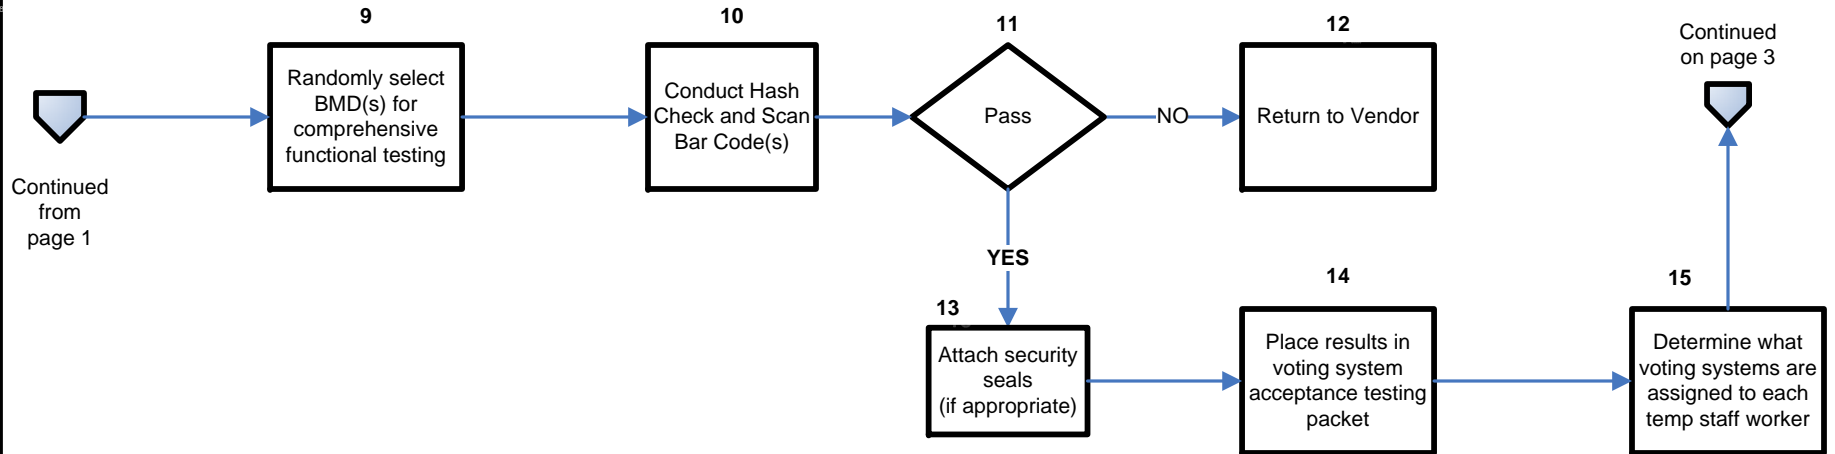 9
Randomly select
BMD(s) for
comprehensive
functional testing
10
Conduct Hash
Check and Scan
Bar Code(s)
11
Pass
NO
12
Return to Vendor
Continued
on page 3
Continued
from
page 1
YES
13
Attach security
seals
(if appropriate)
14
Place results in
voting system
acceptance testing
packet
15
Determine what
voting systems are
assigned to each
temp staff worker